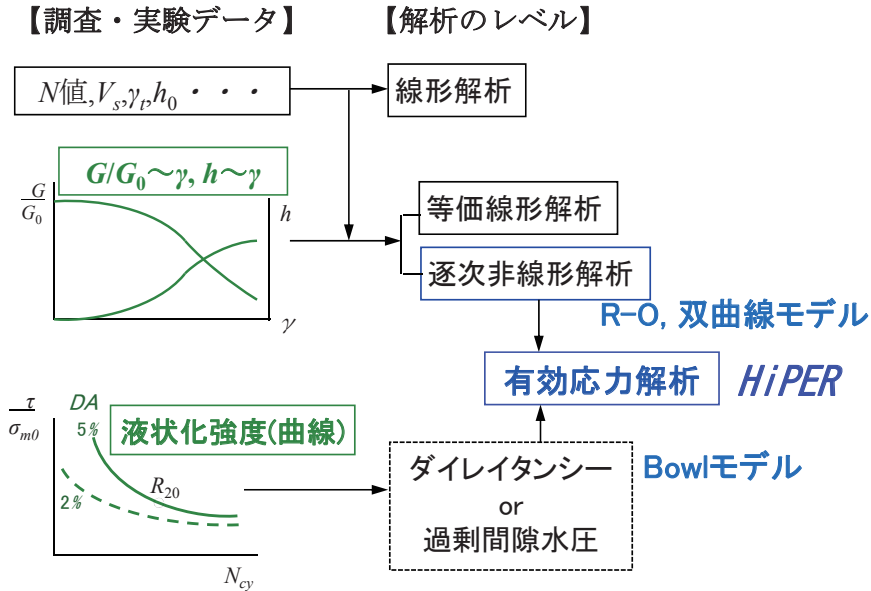 【調査・実験データ】
【解析のレベル】
N値,Vs,γt,h0 ・・・
線形解析
G/G0～γ, h～γ
G
G0
h
γ
等価線形解析
逐次非線形解析
R-O, 双曲線モデル
有効応力解析
HiPER
τ
σm0
DA
5%
液状化強度(曲線)
2%
R20
Ncy
ダイレイタンシー
or
過剰間隙水圧
Bowlモデル